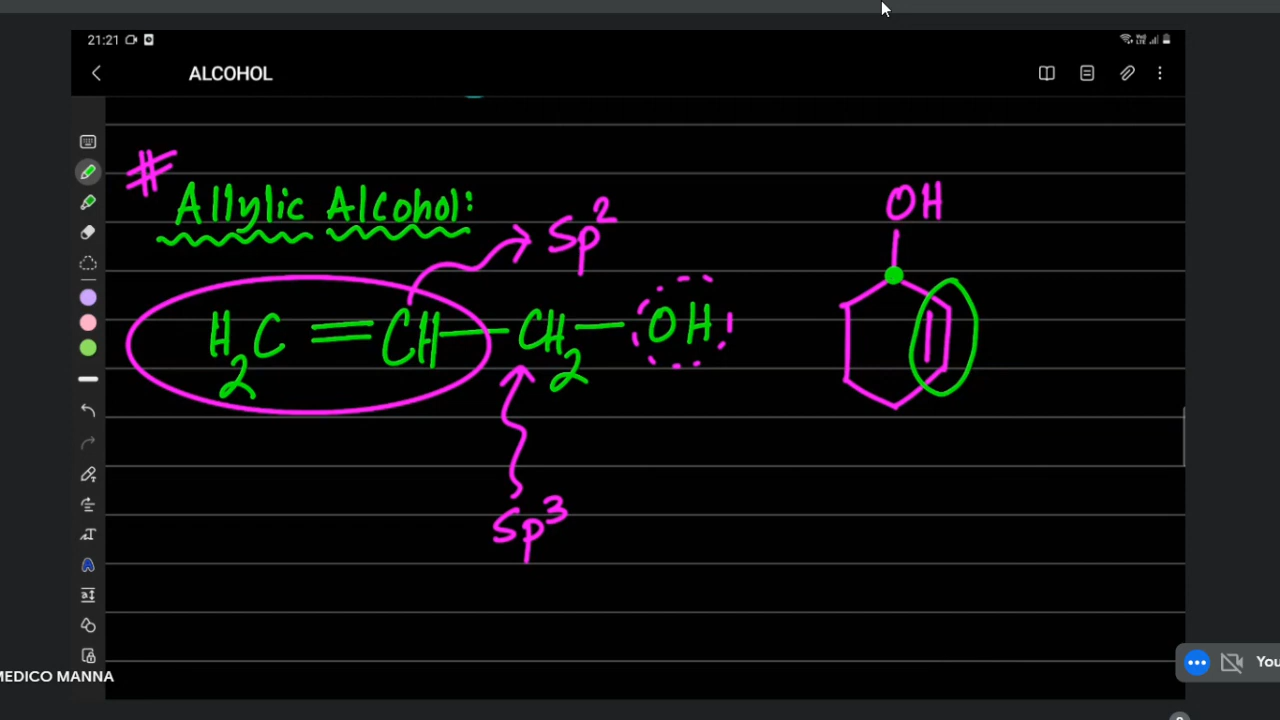 21:21
ALCOHOL
#
Allylic Alcohol:
Sp²
OH
H₂C=CH-CH₂-OH
Sp³
MEDICO MANNA
You